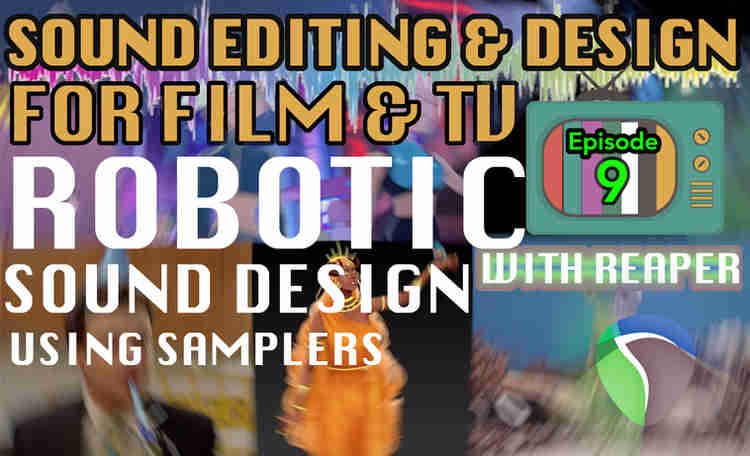 SOUND EDITING & DESIGN
FOR FILM & TV
Episode
9
ROBOTIC
SOUND DESIGN
WITH REAPER
USING SAMPLERS